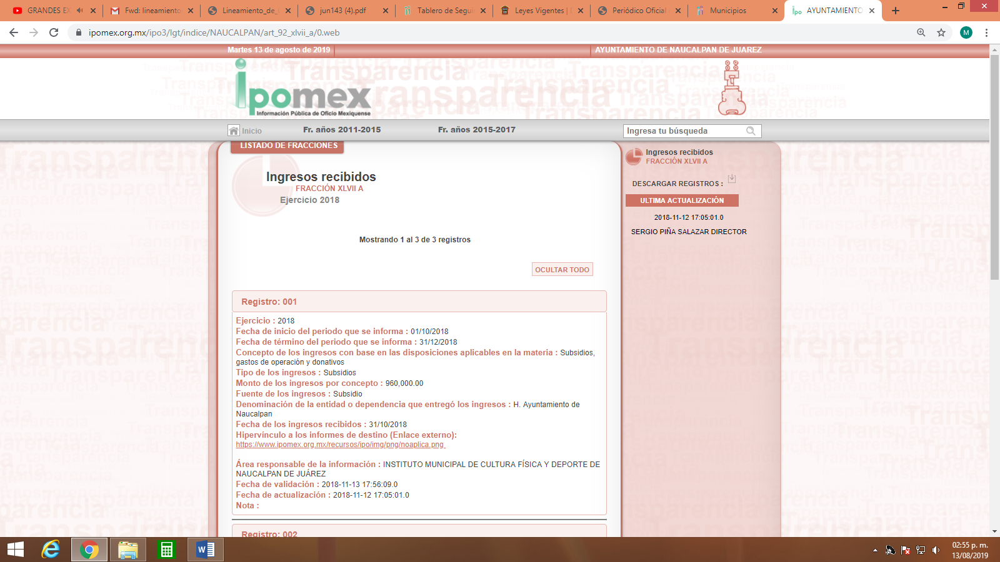 GRANDES EX
Fwd: lineamiento
Lineamiento_de_
jun143 (4).pdf
Tablero de Segui
Leyes Vigentes | 
Periódico Oficial
Municipios
AYUNTAMIENTO
ipomex.org.mx/ipo3/lgt/indice/NAUCALPAN/art_92_xlvii_a/0.web
M
Martes 13 de agosto de 2019
AYUNTAMIENTO DE NAUCALPAN DE JUAREZ
Transparencia
ipomex
Información Pública de Oficio Mexiquense
Inicio
Fr. años 2011-2015
Fr. años 2015-2017
Ingresa tu búsqueda
LISTADO DE FRACCIONES
Ingresos recibidos
FRACCIÓN XLVII A
Ejercicio 2018
Mostrando 1 al 3 de 3 registros
OCULTAR TODO
Registro: 001
Ejercicio : 2018
Fecha de inicio del periodo que se informa : 01/10/2018
Fecha de término del periodo que se informa : 31/12/2018
Concepto de los ingresos con base en las disposiciones aplicables en la materia : Subsidios,
gastos de operación y donativos
Tipo de los ingresos : Subsidios
Monto de los ingresos por concepto : 960,000.00
Fuente de los ingresos : Subsidio
Denominación de la entidad o dependencia que entregó los ingresos : H. Ayuntamiento de
Naucalpan
Fecha de los ingresos recibidos : 31/10/2018
Hipervínculo a los informes de destino (Enlace externo):
https://www.ipomex.org.mx/recursos/ipo/img/png/noaplica.png
Área responsable de la información : INSTITUTO MUNICIPAL DE CULTURA FÍSICA Y DEPORTE DE
NAUCALPAN DE JUÁREZ
Fecha de validación : 2018-11-13 17:56:09.0
Fecha de actualización : 2018-11-12 17:05:01.0
Nota :
Registro: 002
Ingresos recibidos
FRACCIÓN XLVII A
DESCARGAR REGISTROS :
ULTIMA ACTUALIZACIÓN
2018-11-12 17:05:01.0
SERGIO PIÑA SALAZAR DIRECTOR
02:55 p. m.
13/08/2019